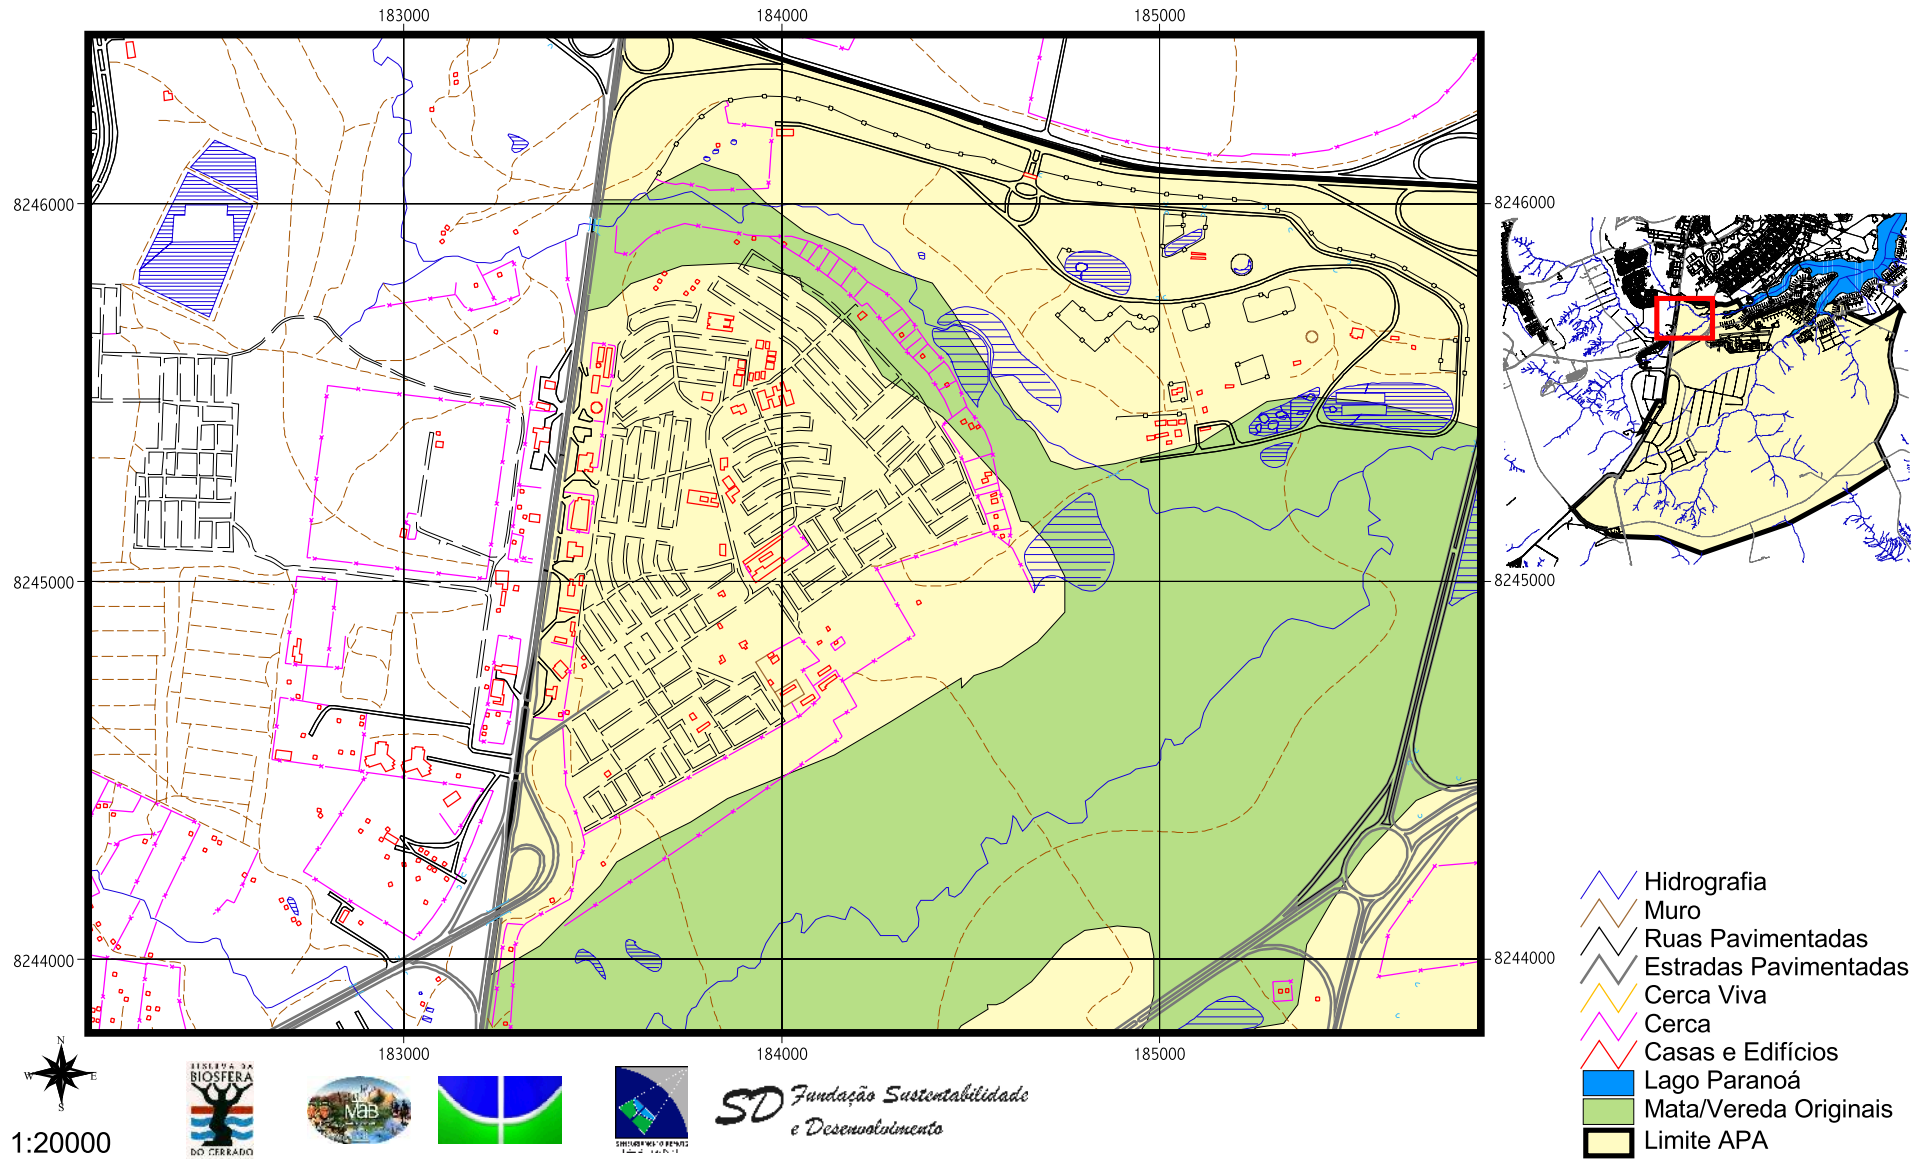 183000
184000
185000
8246000
8246000
8245000
8245000
8244000
8244000
183000
184000
185000
Hidrografia
Muro
Ruas Pavimentadas
Estradas Pavimentadas
Cerca Viva
Cerca
Casas e Edifícios
Lago Paranoá
Mata/Vereda Originais
Limite APA
N
W
E
S
1:20000
RESERVA DA
BIOSFERA
DO CERRADO
MaB
SD Fundação Sustentabilidade
e Desenvolvimento